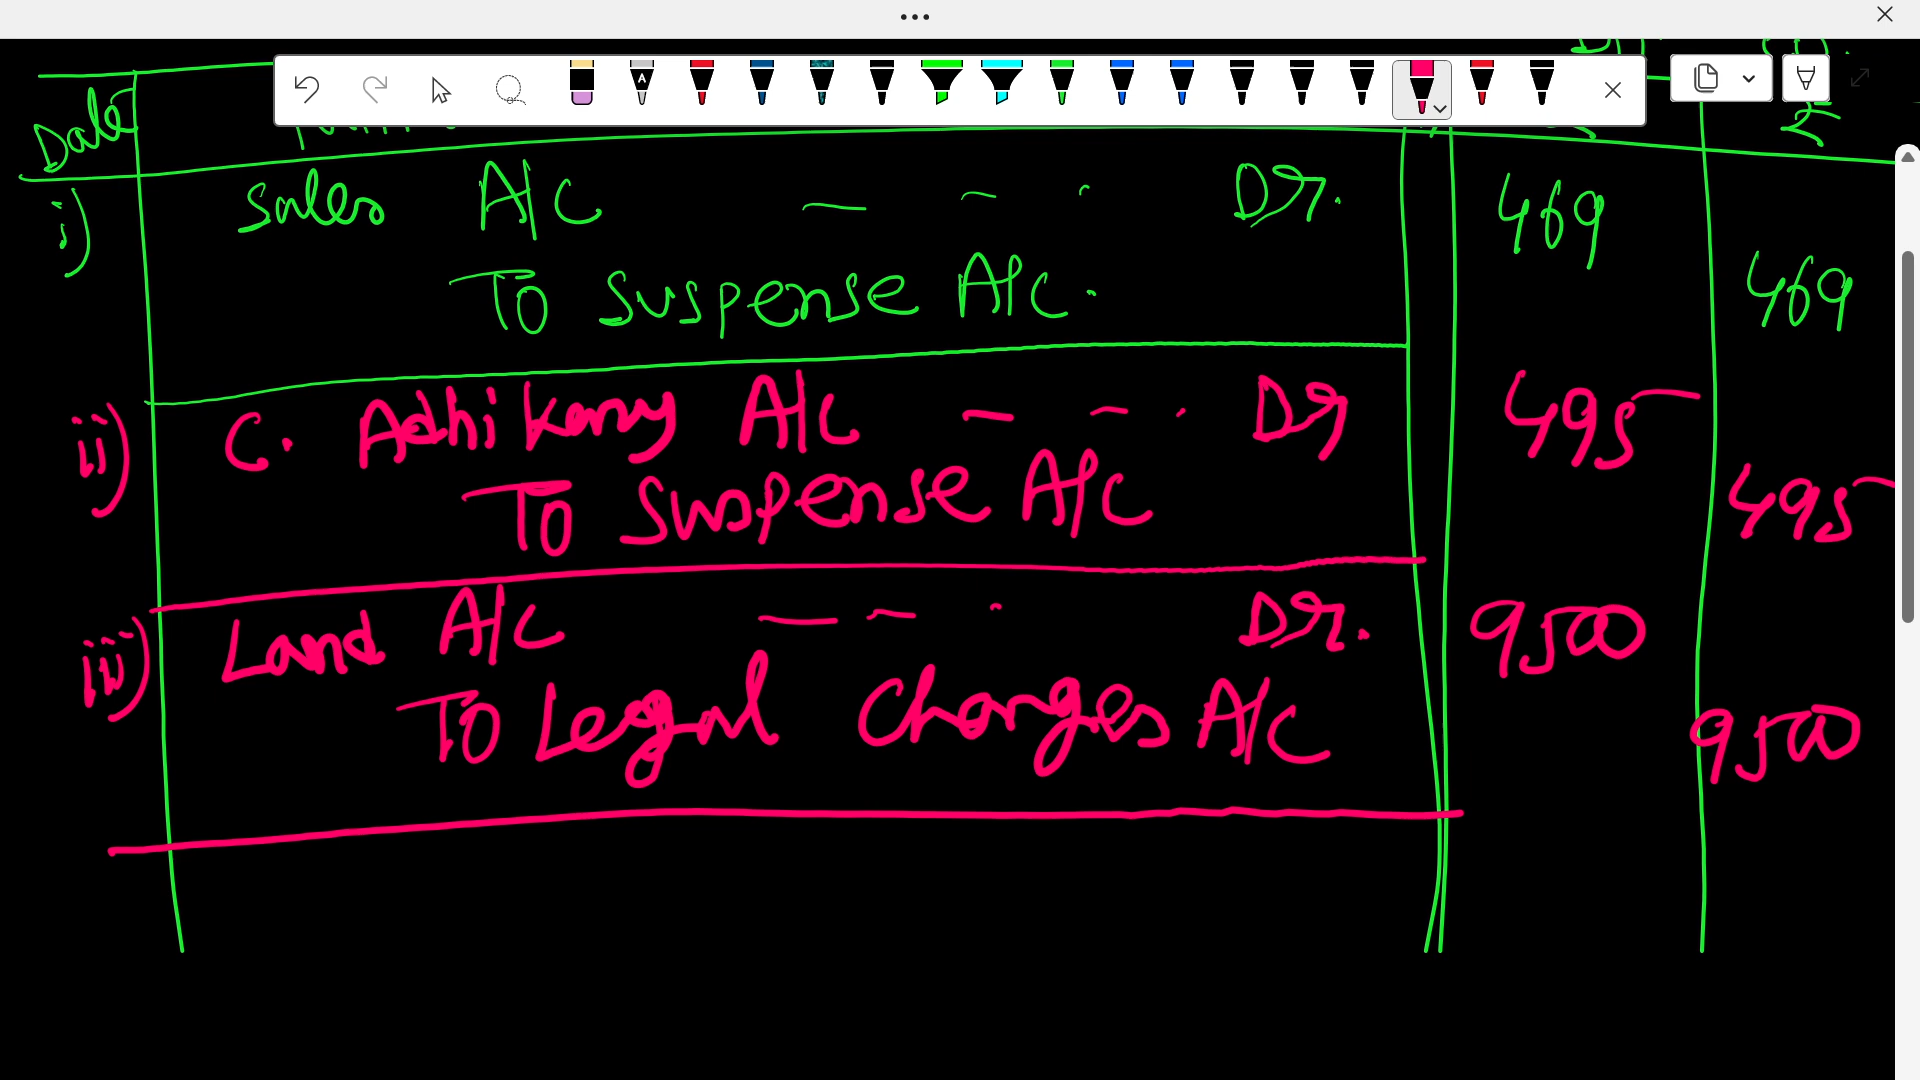 Date
i) Sales A/C — - . Dr. 469
To Suspense A/C. 469
ii) C. Adhikary A/C — - . Dr 495
To Suspense A/C 495
iii) Land A/C — - . Dr. 9500
To Legal Charges A/C 9500